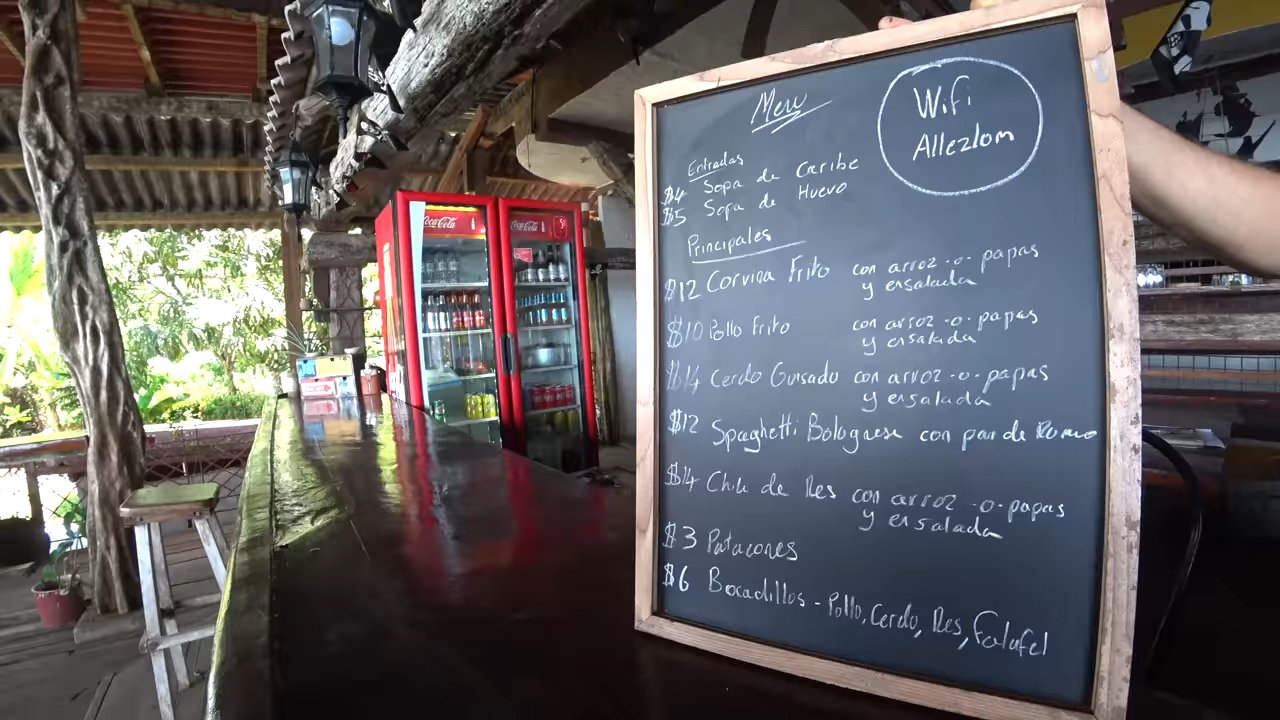 Menu
Wifi
Allezlom
Entradas
$4 Sopa de Caribe
$5 Sopa de Huevo
Principales
$12 Corvina Frito con arroz -o- papas
y ensalada
$10 Pollo Frito con arroz -o- papas
y ensalada
$14 Cerdo Guisado con arroz -o- papas
y ensalada
$12 Spaghetti Bolognese con pan de
$14 de Res con arroz -o- papas
y ensalada
$3 Patacones
$6 Bocadillos - Pollo, Cerdo, Res, Falafel
Coca-Cola
Coca-Cola